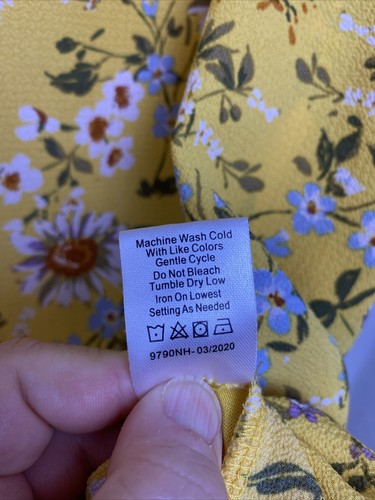 Machine Wash Cold
With Like Colors
Gentle Cycle
Do Not Bleach
Tumble Dry Low
Iron On Lowest
Setting As Needed
9790NH- 03/2020